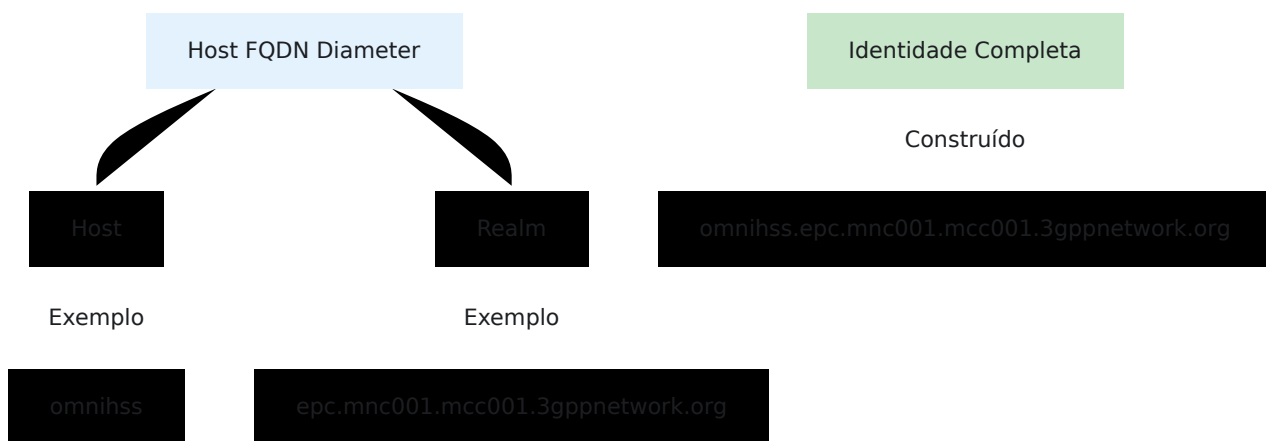 Host FQDN Diameter
Identidade Completa
Construído
Host
Realm
omnihss.epc.mnc001.mcc001.3gppnetwork.org
Exemplo
Exemplo
omnihss
epc.mnc001.mcc001.3gppnetwork.org